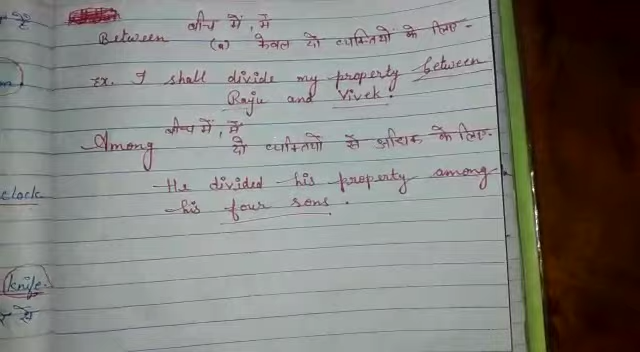 बीच में, में
Between (a) केवल दो व्यक्तियों के लिए-
Ex. I shall divide my property between
Raju and Vivek.
बीच में, में
Among दो व्यक्तियों से अधिक के लिए-
He divided his property among
his four sons.
clock
knife